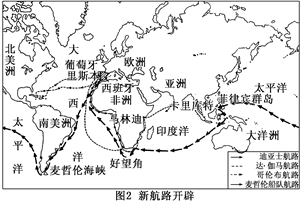 北美洲
大
西
洋
欧洲
亚洲
葡萄牙
里斯本
西班牙
非洲
太平洋
卡里库特
菲律宾群岛
太平洋
南美洲
马林迪
印度洋
大洋洲
麦哲伦海峡
好望角
迪亚士航路
达·伽马航路
哥伦布航路
麦哲伦船队航路
图2 新航路开辟